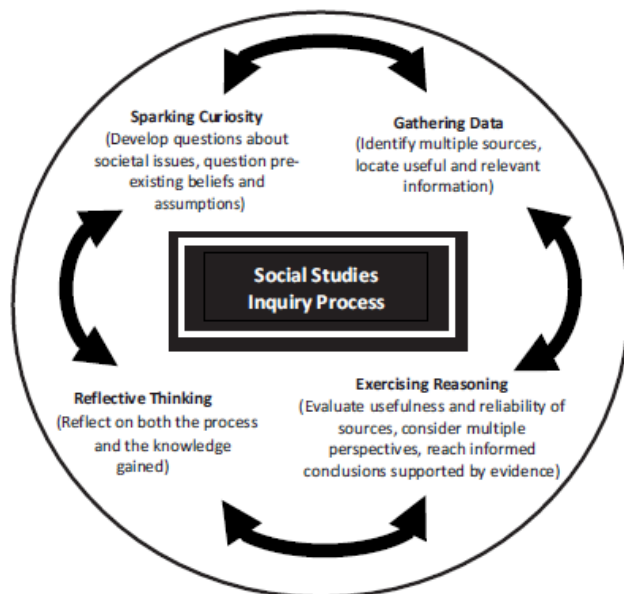 Sparking Curiosity
(Develop questions about
societal issues, question pre-
existing beliefs and
assumptions)
Gathering Data
(Identify multiple sources,
locate useful and relevant
information)
Social Studies
Inquiry Process
Reflective Thinking
(Reflect on both the process
and the knowledge
gained)
Exercising Reasoning
(Evaluate usefulness and reliability of
sources, consider multiple
perspectives, reach informed
conclusions supported by evidence)